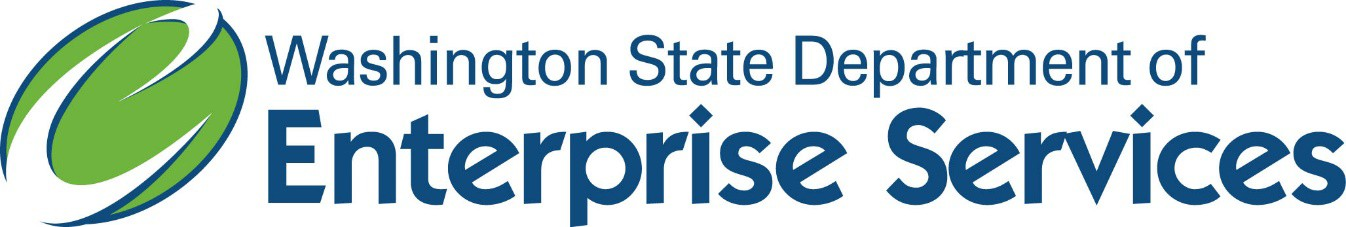 Washington State Department of
Enterprise Services